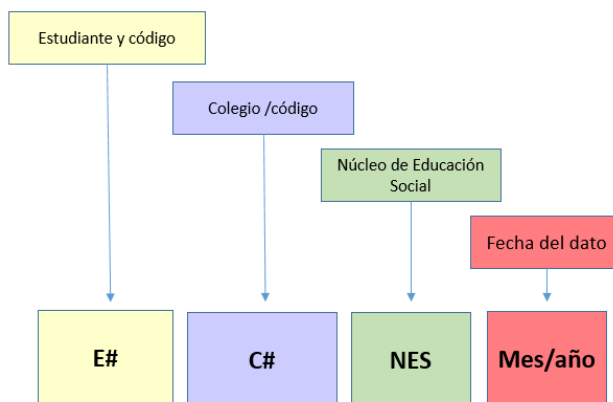 Estudiante y código
Colegio /código
Núcleo de Educación
Social
Fecha del dato
E#
C#
NES
Mes/año